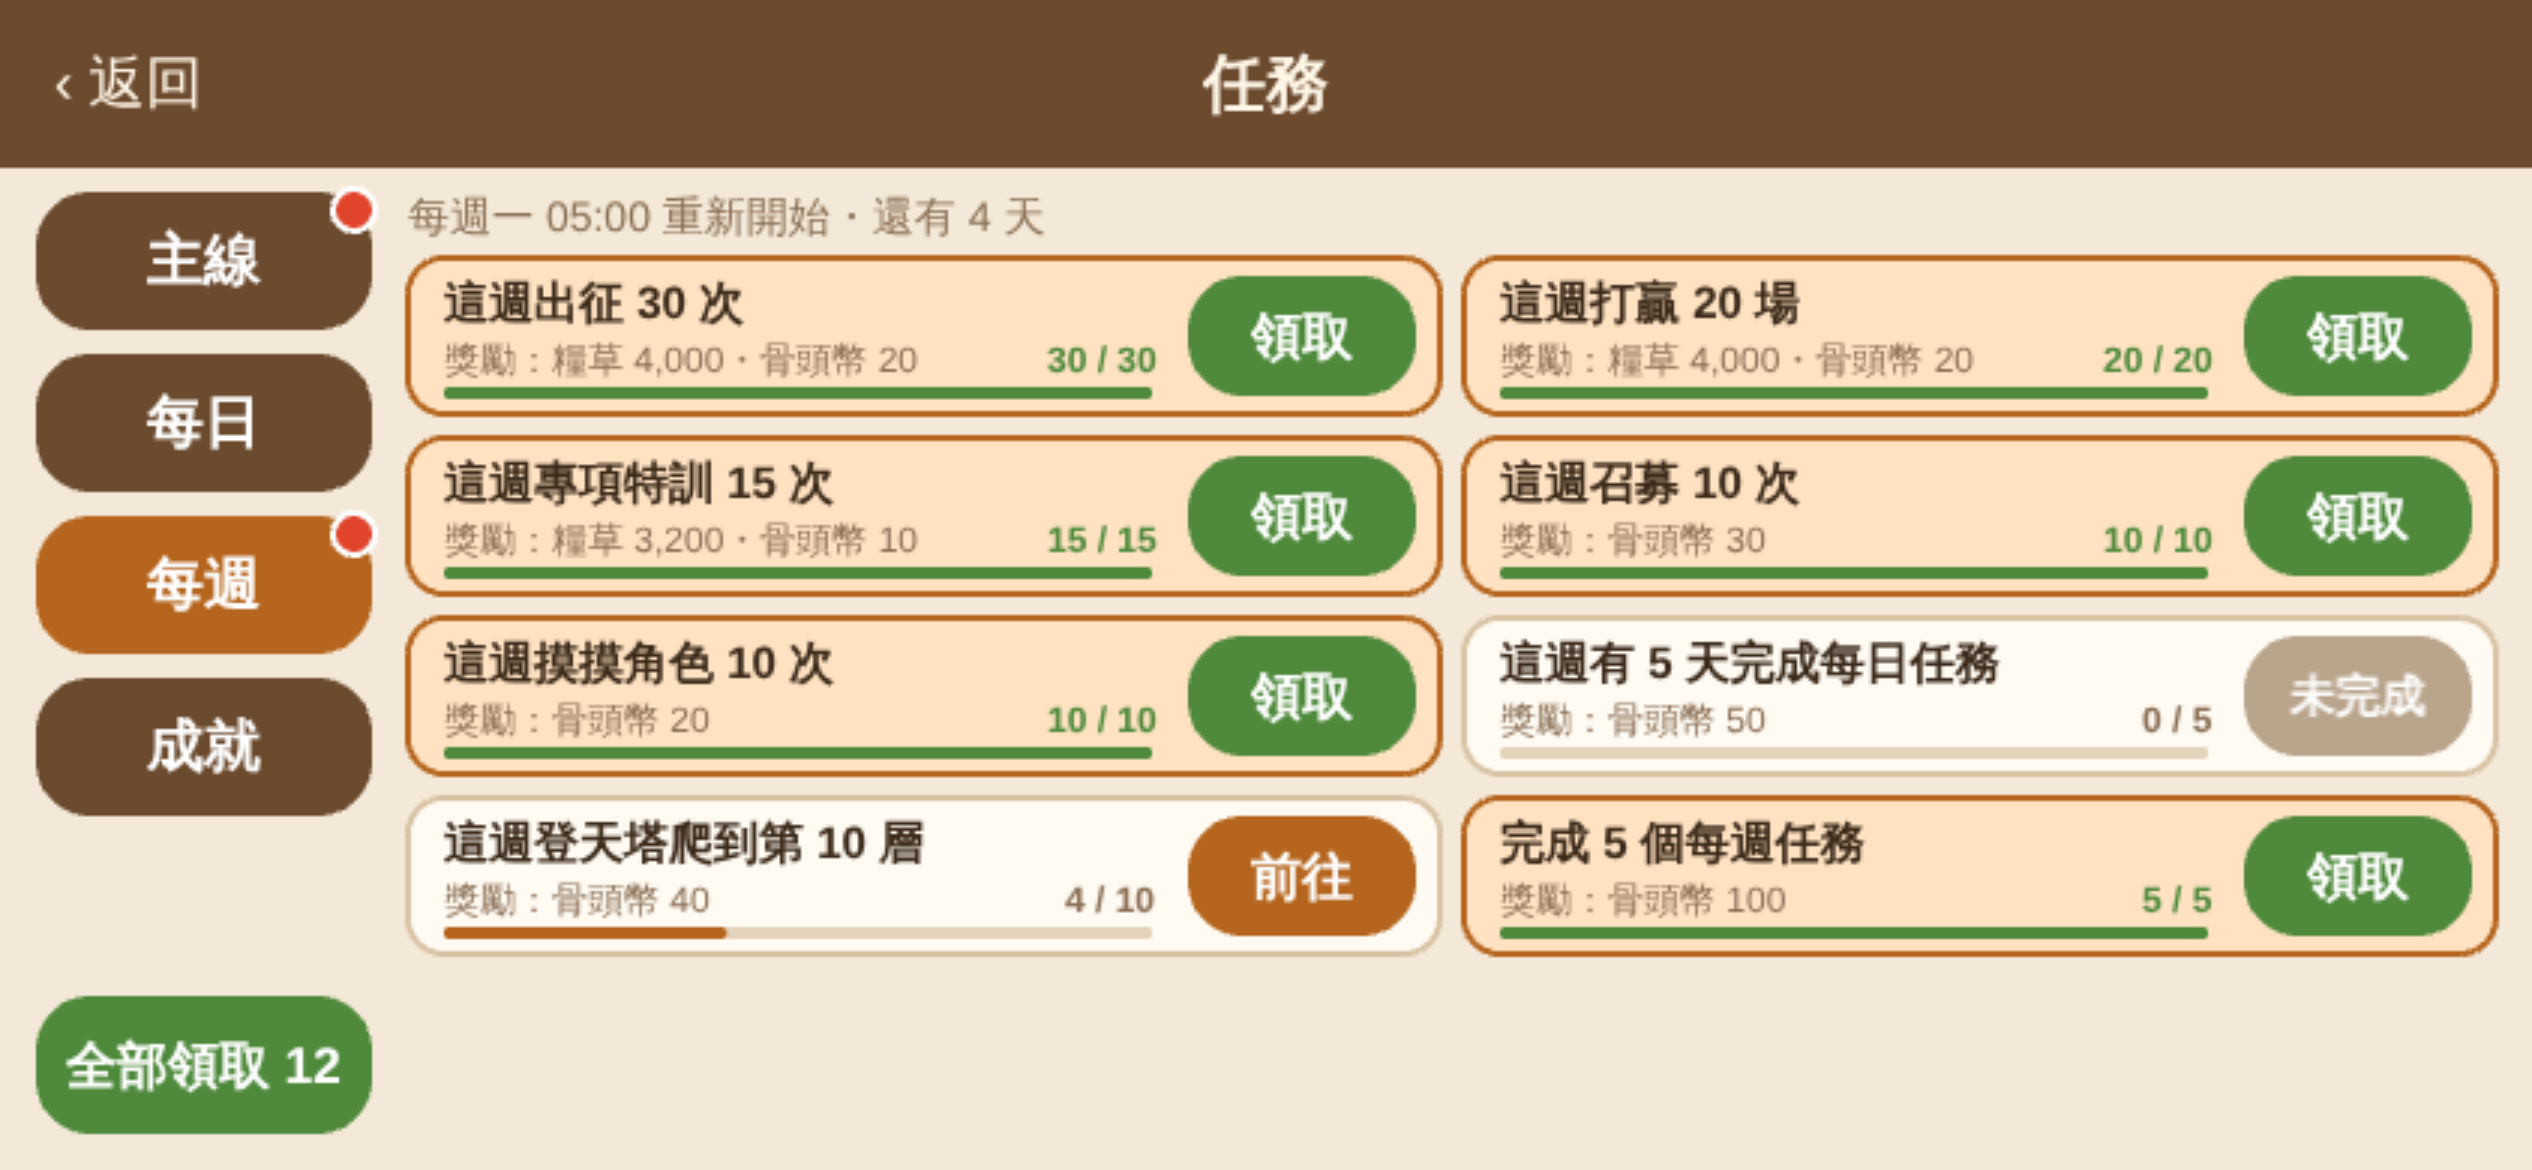 ‹ 返回
任務
主線
每日
每週
成就
全部領取 12
每週一 05:00 重新開始・還有 4 天
這週出征 30 次
獎勵：糧草 4,000・骨頭幣 20
30 / 30
領取
這週打贏 20 場
獎勵：糧草 4,000・骨頭幣 20
20 / 20
領取
這週專項特訓 15 次
獎勵：糧草 3,200・骨頭幣 10
15 / 15
領取
這週召募 10 次
獎勵：骨頭幣 30
10 / 10
領取
這週摸摸角色 10 次
獎勵：骨頭幣 20
10 / 10
領取
這週有 5 天完成每日任務
獎勵：骨頭幣 50
0 / 5
未完成
這週登天塔爬到第 10 層
獎勵：骨頭幣 40
4 / 10
前往
完成 5 個每週任務
獎勵：骨頭幣 100
5 / 5
領取